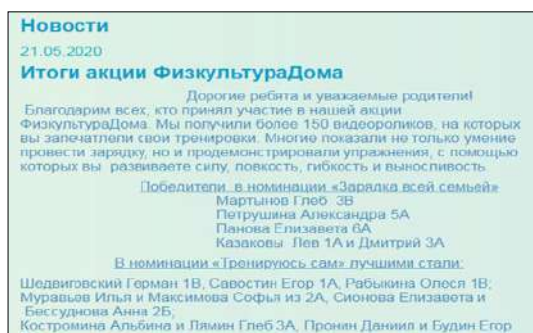 Новости
21.05.2020
Итоги акции ФизкультураДома
Дорогие ребята и уважаемые родители!
Благодарим всех, кто принял участие в нашей акции
ФизкультураДома. Мы получили более 150 видеороликов, на которых
вы запечатлели свои тренировки. Многие показали не только умение
провести зарядку, но и продемонстрировали упражнения, с помощью
которых вы развиваете силу, ловкость, гибкость и выносливость.
Победители в номинации «Зарядка всей семьей»
Мартынов Глеб 3В
Петрушина Александра 5А
Панова Елизавета 6А
Казаковы Лев 1А и Дмитрий 3А
В номинации «Тренируюсь сам» лучшими стали:
Шедвиговский Герман 1В, Савостин Егор 1А, Рабыкина Олеся 1В;
Муравьев Илья и Максимова Софья из 2А, Сионова Елизавета и
Бессуднова Анна 2Б,
Костромина Альбина и Лямин Глеб 3А, Пронин Даниил и Будин Егор